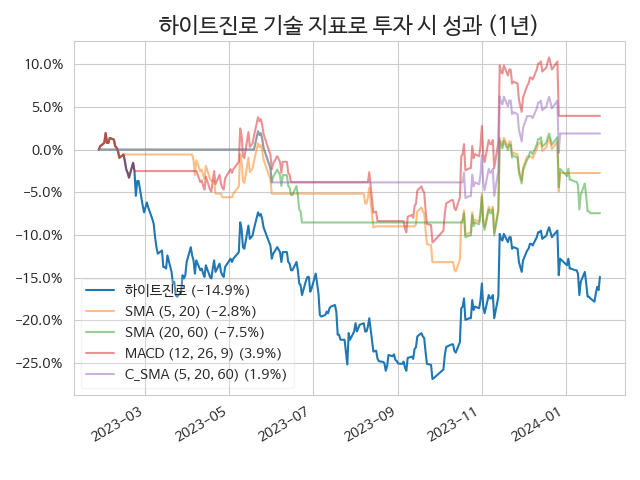 하이트진로 기술 지표로 투자 시 성과 (1년)
10.0%
5.0%
0.0%
−5.0%
−10.0%
−15.0%
−20.0%
−25.0%
하이트진로 (−14.9%)
SMA (5, 20) (−2.8%)
SMA (20, 60) (−7.5%)
MACD (12, 26, 9) (3.9%)
C_SMA (5, 20, 60) (1.9%)
2023-03
2023-05
2023-07
2023-09
2023-11
2024-01